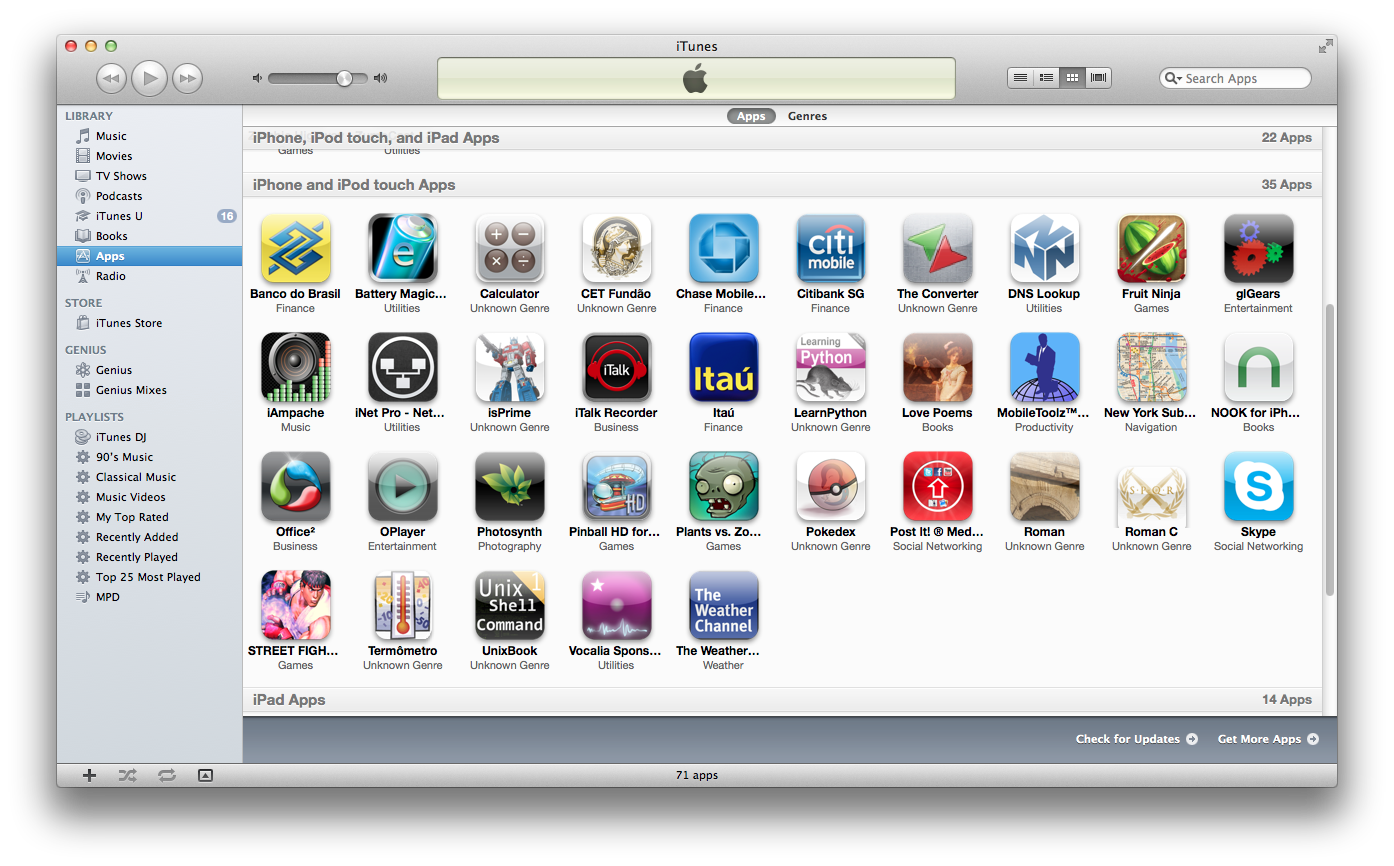 iTunes
Search Apps
LIBRARY
Music
Movies
TV Shows
Podcasts
iTunes U 16
Books
Apps
Radio
STORE
iTunes Store
GENIUS
Genius
Genius Mixes
PLAYLISTS
iTunes DJ
90's Music
Classical Music
Music Videos
My Top Rated
Recently Added
Recently Played
Top 25 Most Played
MPD
Apps Genres
iPhone, iPod touch, and iPad Apps 22 Apps
Games Utilities
iPhone and iPod touch Apps 35 Apps
e citi mobile
Banco do Brasil Battery Magic... Calculator CET Fundão Chase Mobile... Citibank SG The Converter DNS Lookup Fruit Ninja glGears
Finance Utilities Unknown Genre Unknown Genre Finance Finance Unknown Genre Utilities Games Entertainment
iTalk Itaú Learning Python n
iAmpache iNet Pro - Net... isPrime iTalk Recorder Itaú LearnPython Love Poems MobileToolz™... New York Sub... NOOK for iPh...
Music Utilities Unknown Genre Business Finance Unknown Genre Books Productivity Navigation Books
HD SPQR S
Office² OPlayer Photosynth Pinball HD for... Plants vs. Zo... Pokedex Post It! ® Med... Roman Roman C Skype
Business Entertainment Photography Games Games Unknown Genre Social Networking Unknown Genre Unknown Genre Social Networking
Unix 1 Shell Command The Weather Channel
STREET FIGH... Termômetro UnixBook Vocalia Spons... The Weather...
Games Unknown Genre Unknown Genre Utilities Weather
iPad Apps 14 Apps
Check for Updates Get More Apps
71 apps